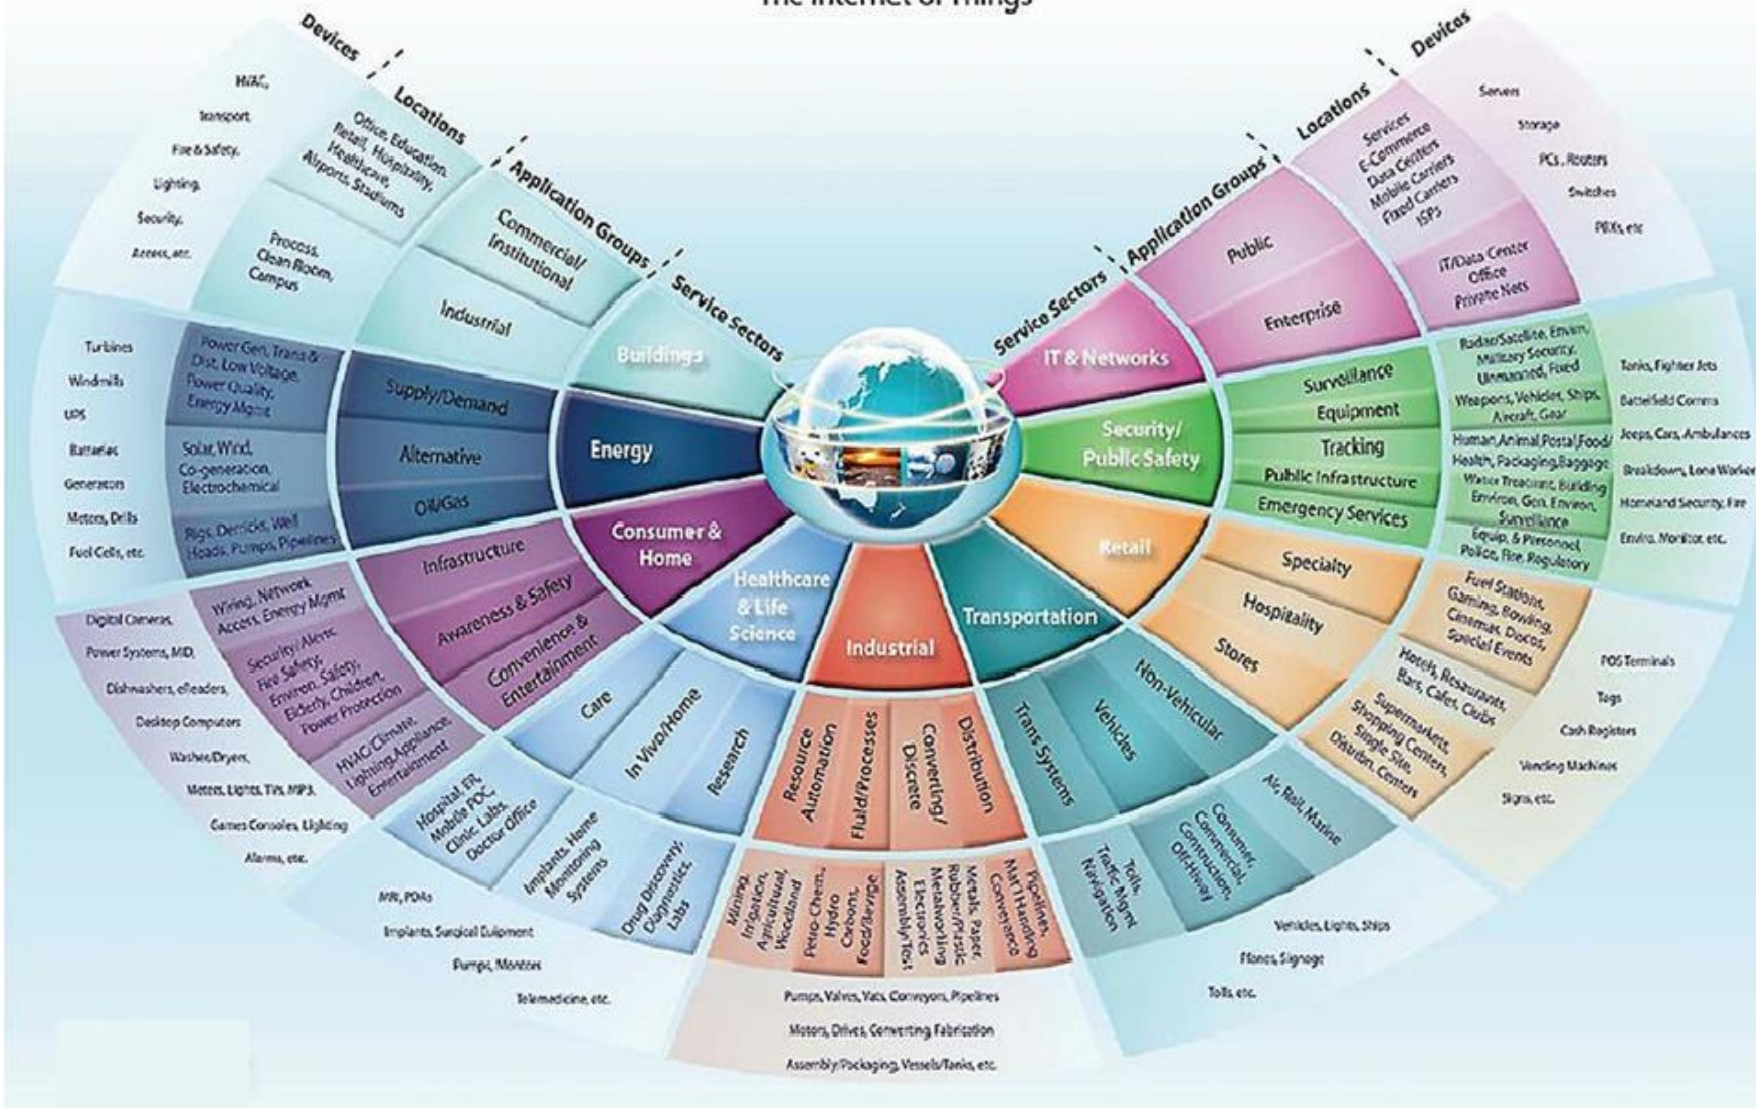 The Internet of Things
Devices
Locations
Application Groups
Service Sectors
Service Sectors
Application Groups
Locations
Devices
HVAC,
Transport,
Fire & Safety,
Lighting,
Security,
Access, etc.
Office, Education,
Retail, Hospitality,
Healthcare,
Airports, Stadiums
Process,
Clean Room,
Campus
Commercial/
Institutional
Industrial
Buildings
Turbines
Windmills
UPS
Batteries
Generators
Meters, Drills
Fuel Cells, etc.
Power Gen, Trans &
Dist, Low Voltage,
Power Quality,
Energy Mgmt
Solar, Wind,
Co-generation,
Electrochemical
Rigs, Derricks, Well
Heads, Pumps, Pipelines
Supply/Demand
Alternative
Oil/Gas
Energy
Digital Cameras,
Power Systems, MID,
Dishwashers, eReaders,
Desktop Computers
Washer/Dryers,
Meters, Lights, TVs, MP3,
Games Consoles, Lighting
Alarms, etc.
Wiring, Network
Access, Energy Mgmt
Security/Alerts,
Fire Safety,
Environ. Safety,
Elderly, Children,
Power Protection
HVAC/Climate,
Lighting, Appliance,
Entertainment
Infrastructure
Awareness & Safety
Convenience &
Entertainment
Consumer &
Home
MRI, PDAs
Implants, Surgical Equipment
Pumps, Monitors
Telemedicine, etc.
Hospital, ER,
Mobile POC,
Clinic, Labs,
Doctor Office
Implants, Home
Monitoring
Systems
Drug Discovery,
Diagnostics,
Labs
Care
In Vivo/Home
Research
Healthcare
& Life
Science
Industrial
Resource
Automation
Fluid/Processes
Converting/
Discrete
Distribution
Mining,
Irrigation,
Agricultural,
Woodland
Petro-Chem.,
Hydro
Carbons,
Food/Bevrge
Metals, Paper,
Rubber/Plastic
Metalworking
Electronics
Assembly/Test
Pipelines,
Mat'l Handling
Conveyance
Pumps, Valves, Vats, Conveyors, Pipelines
Motors, Drives, Converting, Fabrication
Assembly/Packaging, Vessels/Tanks, etc.
Transportation
Trans Systems
Vehicles
Non-Vehicular
Tolls,
Traffic Mgmt
Navigation
Consumer,
Commercial,
Construction,
Off-Hiway
Air, Rail, Marine
Vehicles, Lights, Ships
Planes, Signage
Tolls, etc.
Retail
Specialty
Hospitality
Stores
Fuel Stations,
Gaming, Bowling,
Cinemas, Discos,
Special Events
Hotels, Restaurants,
Bars, Cafes, Clubs
Supermarkets,
Shopping Centers,
Single Site,
Distribn. Centers
POS Terminals
Tags
Cash Registers
Vending Machines
Signs, etc.
Security/
Public Safety
Surveillance
Equipment
Tracking
Public Infrastructure
Emergency Services
Radar/Satellite, Environ,
Military Security,
Unmanned, Fixed
Weapons, Vehicles, Ships,
Aircraft, Gear
Human,Animal,Postal,Food/
Health, Packaging,Baggage
Water Treatmnt, Building
Environ, Gen. Environ,
Surveillance
Equip. & Personnel,
Police, Fire, Regulatory
Tanks, Fighter Jets
Battlefield Comms
Jeeps, Cars, Ambulances
Breakdown, Lone Worker
Homeland Security, Fire
Enviro. Monitor, etc.
IT & Networks
Public
Enterprise
Services
E-Commerce
Data Centers
Mobile Carriers
Fixed Carriers
ISPs
IT/Data Center
Office
Private Nets
Servers
Storage
PCs, Routers
Switches
PBXs, etc